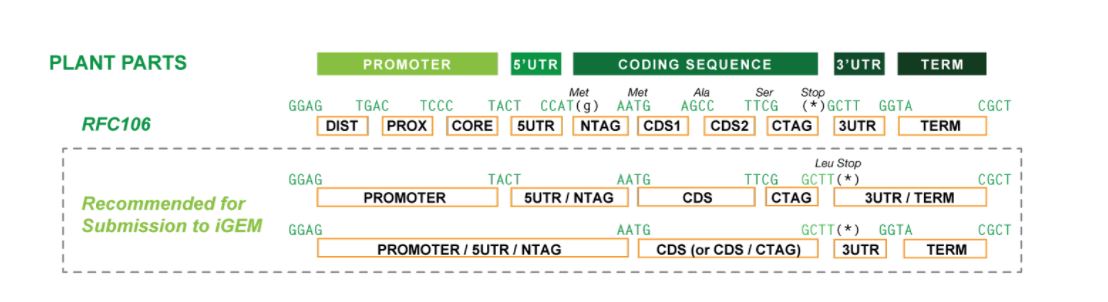 PLANT PARTS PROMOTER 5'UTR CODING SEQUENCE 3'UTR TERM
Met Met Ala Ser Stop
GGAG TGAC TCCC TACT CCAT(g) AATG AGCC TTCG (*)GCTT GGTA CGCT
RFC106 DIST PROX CORE 5UTR NTAG CDS1 CDS2 CTAG 3UTR TERM
Leu Stop
GGAG TACT AATG TTCG GCTT(*) CGCT
PROMOTER 5UTR / NTAG CDS CTAG 3UTR / TERM
Recommended for
Submission to iGEM
GGAG AATG GCTT(*) GGTA CGCT
PROMOTER / 5UTR / NTAG CDS (or CDS / CTAG) 3UTR TERM